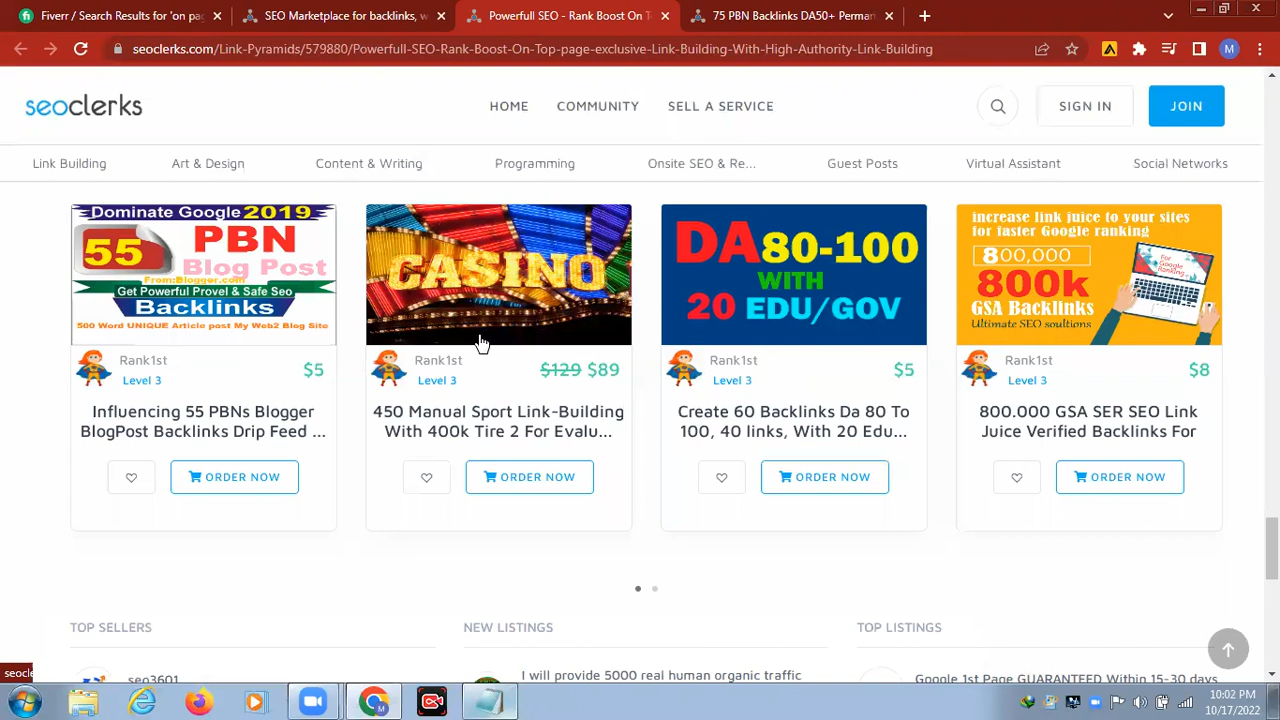 Fiverr / Search Results for 'on pa
SEO Marketplace for backlinks, w
Powerfull SEO - Rank Boost On T
75 PBN Backlinks DA50+ Perman
seoclerks.com/Link-Pyramids/579880/Powerfull-SEO-Rank-Boost-On-Top-page-exclusive-Link-Building-With-High-Authority-Link-Building
M
seoclerks
HOME
COMMUNITY
SELL A SERVICE
SIGN IN
JOIN
Link Building
Art & Design
Content & Writing
Programming
Onsite SEO & Re...
Guest Posts
Virtual Assistant
Social Networks
Dominate Google 2019
55
PBN
Blog Post
From:Blogger.com
Get Powerful Provel & Safe Seo
Backlinks
500 Word UNIQUE Article post My Web2 Blog Site
Rank1st
Level 3
$5
Influencing 55 PBNs Blogger
BlogPost Backlinks Drip Feed ...
ORDER NOW
CASINO
Rank1st
Level 3
$129 $89
450 Manual Sport Link-Building
With 400k Tire 2 For Evalu...
ORDER NOW
DA80-100
WITH
20 EDU/GOV
Rank1st
Level 3
$5
Create 60 Backlinks Da 80 To
100, 40 links, With 20 Edu...
ORDER NOW
increase link juice to your sites
for faster Google ranking
800,000
800k
GSA Backlinks
Ultimate SEO soultions
For Google Ranking
Rank1st
Level 3
$8
800.000 GSA SER SEO Link
Juice Verified Backlinks For
ORDER NOW
TOP SELLERS
seo3601
NEW LISTINGS
I will provide 5000 real human organic traffic
TOP LISTINGS
Google 1st Page GUARANTEED Within 15-30 days
seocle
10:02 PM
10/17/2022